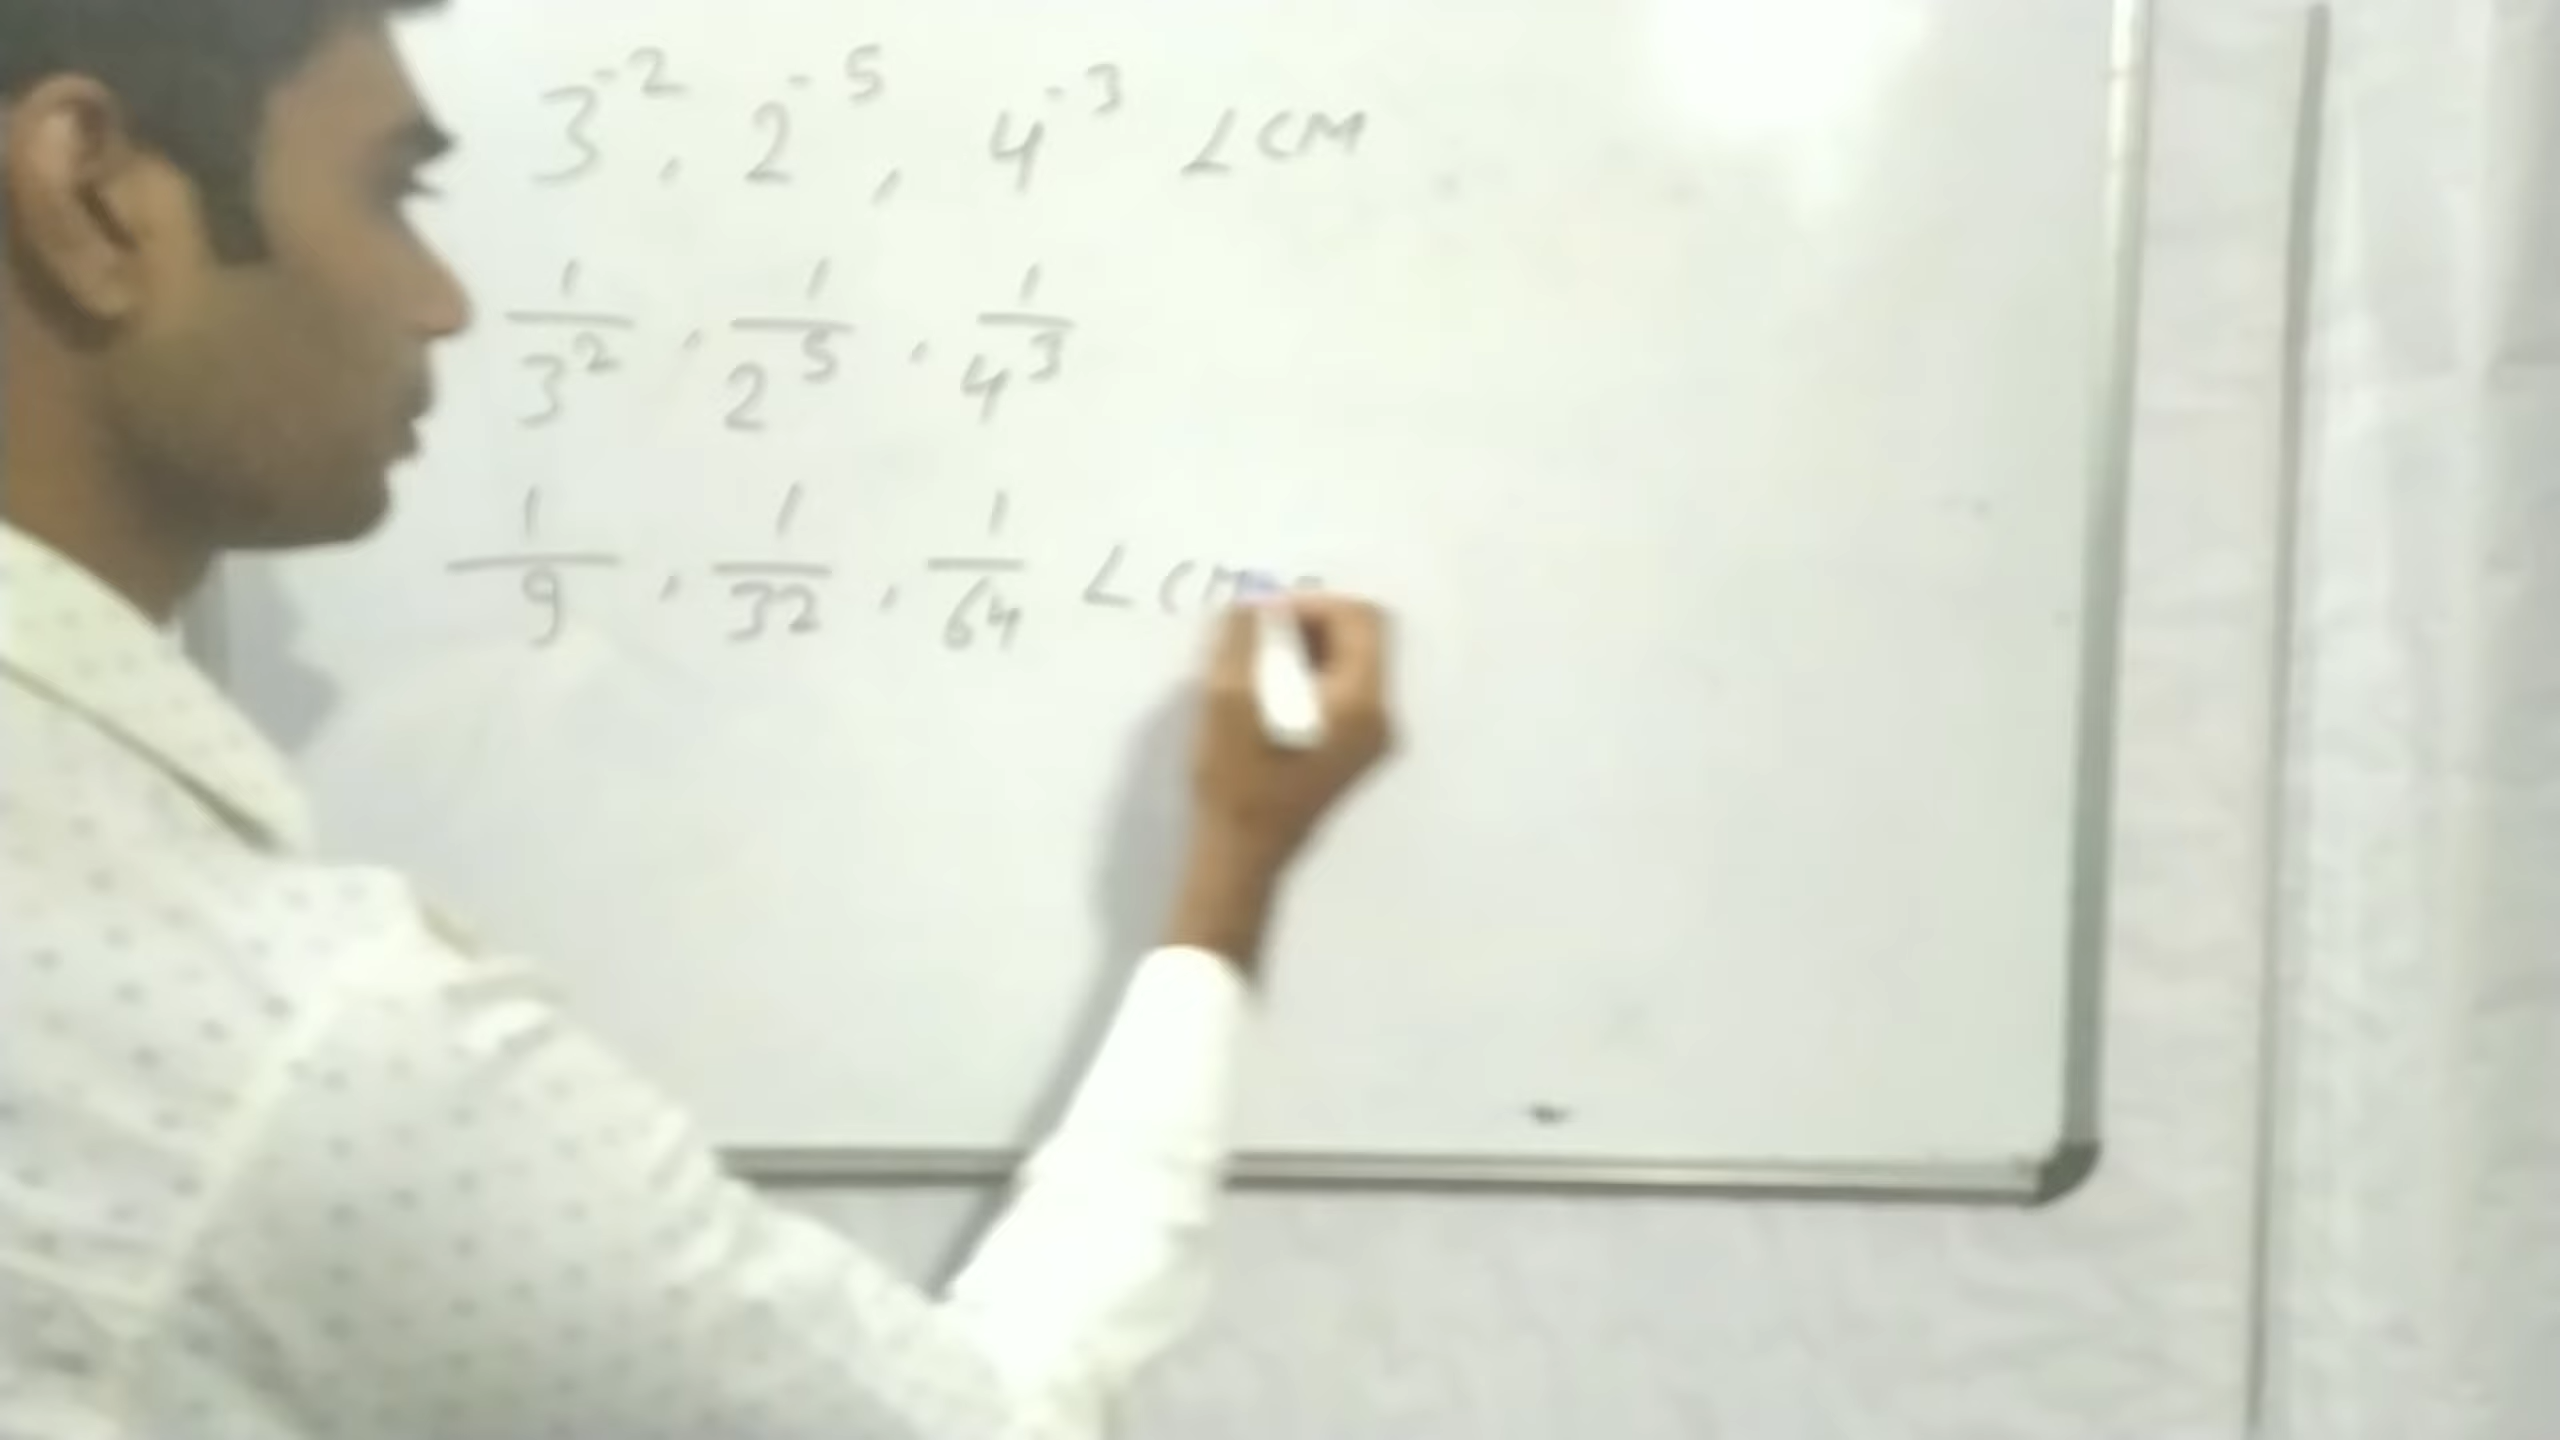 3⁻², 2⁻⁵, 4⁻³ LCM
1/3², 1/2⁵, 1/4³
1/9, 1/32, 1/64 LCM